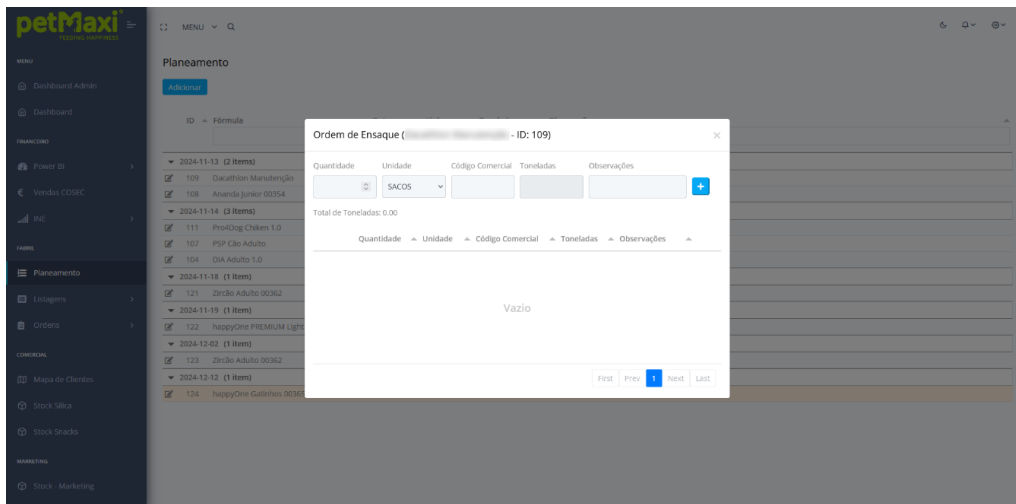 petMaxi
FEEDING HAPPINESS
MENU
Dashboard Admin
Dashboard
FINANCEIRO
Power BI
Vendas COSEC
INE
FABRIL
Planeamento
Listagens
Ordens
COMERCIAL
Mapa de Clientes
Stock Silica
Stock Snacks
MARKETING
Stock - Marketing
MENU
Planeamento
Adicionar
ID Fórmula
2024-11-13 (2 items)
109 Dacathlon Manutenção
108 Ananda Junior 00354
2024-11-14 (3 items)
111 Pro4Dog Chiken 1.0
107 PSP Cão Adulto
104 DIA Adulto 1.0
2024-11-18 (1 item)
121 Zircão Adulto 00362
2024-11-19 (1 item)
122 happyOne PREMIUM Light
2024-12-02 (1 item)
123 Zircão Adulto 00362
2024-12-12 (1 item)
124 happyOne Gatinhos
Ordem de Ensaque ( - ID: 109)
Quantidade Unidade Código Comercial Toneladas Observações
SACOS
Total de Toneladas: 0.00
Quantidade Unidade Código Comercial Toneladas Observações
Vazio
First Prev 1 Next Last